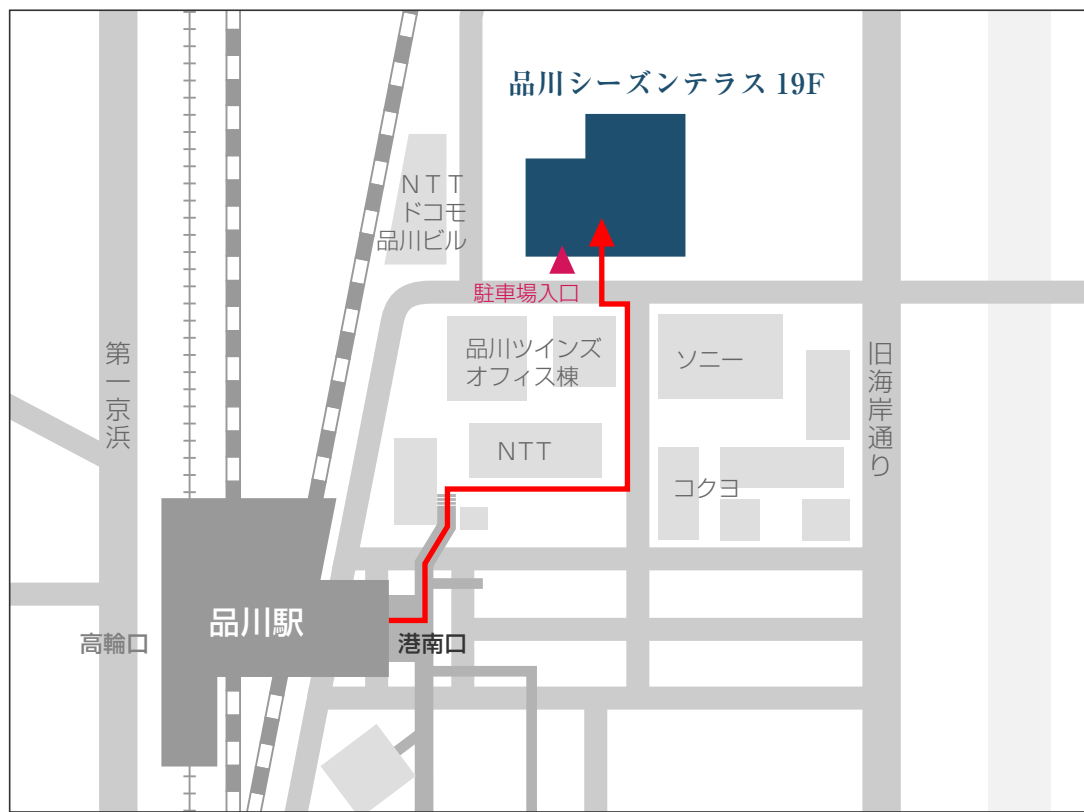 品川シーズンテラス 19F
NTT
ドコモ
品川ビル
駐車場入口
第一京浜
品川ツインズ
オフィス棟
ソニー
旧海岸通り
NTT
コクヨ
品川駅
高輪口
港南口